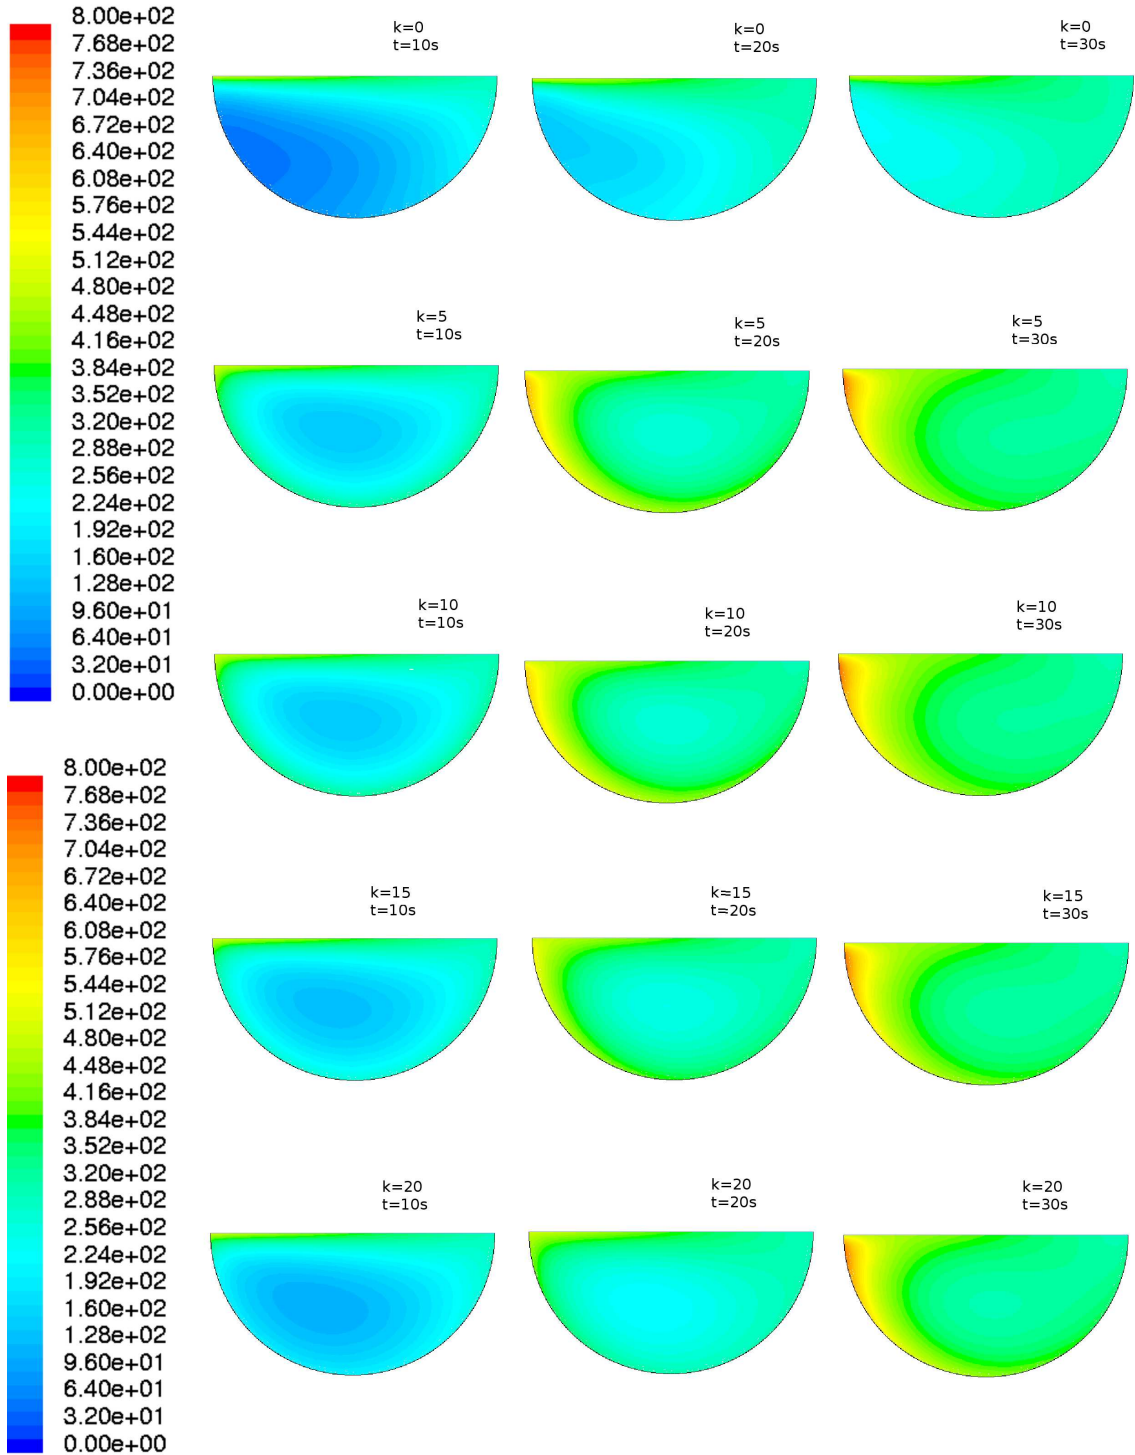 8.00e+02
7.68e+02
7.36e+02
7.04e+02
6.72e+02
6.40e+02
6.08e+02
5.76e+02
5.44e+02
5.12e+02
4.80e+02
4.48e+02
4.16e+02
3.84e+02
3.52e+02
3.20e+02
2.88e+02
2.56e+02
2.24e+02
1.92e+02
1.60e+02
1.28e+02
9.60e+01
6.40e+01
3.20e+01
0.00e+00
k=0
t=10s
k=0
t=20s
k=0
t=30s
k=5
t=10s
k=5
t=20s
k=5
t=30s
k=10
t=10s
k=10
t=20s
k=10
t=30s
8.00e+02
7.68e+02
7.36e+02
7.04e+02
6.72e+02
6.40e+02
6.08e+02
5.76e+02
5.44e+02
5.12e+02
4.80e+02
4.48e+02
4.16e+02
3.84e+02
3.52e+02
3.20e+02
2.88e+02
2.56e+02
2.24e+02
1.92e+02
1.60e+02
1.28e+02
9.60e+01
6.40e+01
3.20e+01
0.00e+00
k=15
t=10s
k=15
t=20s
k=15
t=30s
k=20
t=10s
k=20
t=20s
k=20
t=30s